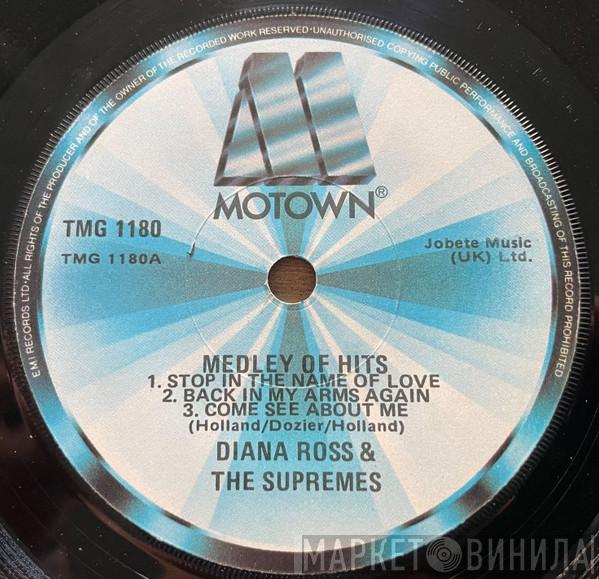 EMI RECORDS LTD·ALL RIGHTS OF THE PRODUCER AND OF THE OWNER OF THE RECORDED WORK RESERVED·UNAUTHORISED COPYING PUBLIC PERFORMANCE AND BROADCASTING OF THIS RECORD PROHIBITED
MOTOWN®
TMG 1180
TMG 1180A
Jobete Music
(UK) Ltd.
MEDLEY OF HITS
1. STOP IN THE NAME OF LOVE
2. BACK IN MY ARMS AGAIN
3. COME SEE ABOUT ME
(Holland/Dozier/Holland)
DIANA ROSS &
THE SUPREMES
МАРКЕТ ВИНИЛА